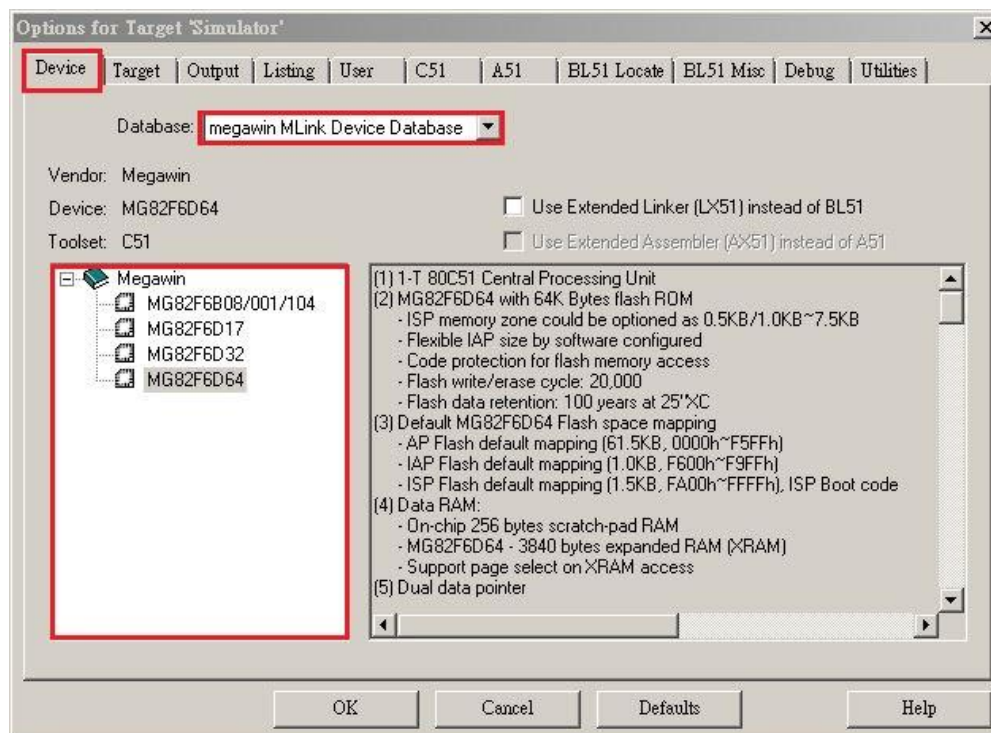 Options for Target 'Simulator'
Device Target Output Listing User C51 A51 BL51 Locate BL51 Misc Debug Utilities
Database: megawin MLink Device Database
Vendor: Megawin
Device: MG82F6D64
Use Extended Linker (LX51) instead of BL51
Toolset: C51
Use Extended Assembler (AX51) instead of A51
Megawin
MG82F6B08/001/104
MG82F6D17
MG82F6D32
MG82F6D64
(1) 1-T 80C51 Central Processing Unit
(2) MG82F6D64 with 64K Bytes flash ROM
- ISP memory zone could be optioned as 0.5KB/1.0KB~7.5KB
- Flexible IAP size by software configured
- Code protection for flash memory access
- Flash write/erase cycle: 20,000
- Flash data retention: 100 years at 25"XC
(3) Default MG82F6D64 Flash space mapping
- AP Flash default mapping (61.5KB, 0000h~F5FFh)
- IAP Flash default mapping (1.0KB, F600h~F9FFh)
- ISP Flash default mapping (1.5KB, FA00h~FFFFh), ISP Boot code
(4) Data RAM:
- On-chip 256 bytes scratch-pad RAM
- MG82F6D64 - 3840 bytes expanded RAM (XRAM)
- Support page select on XRAM access
(5) Dual data pointer
OK Cancel Defaults Help